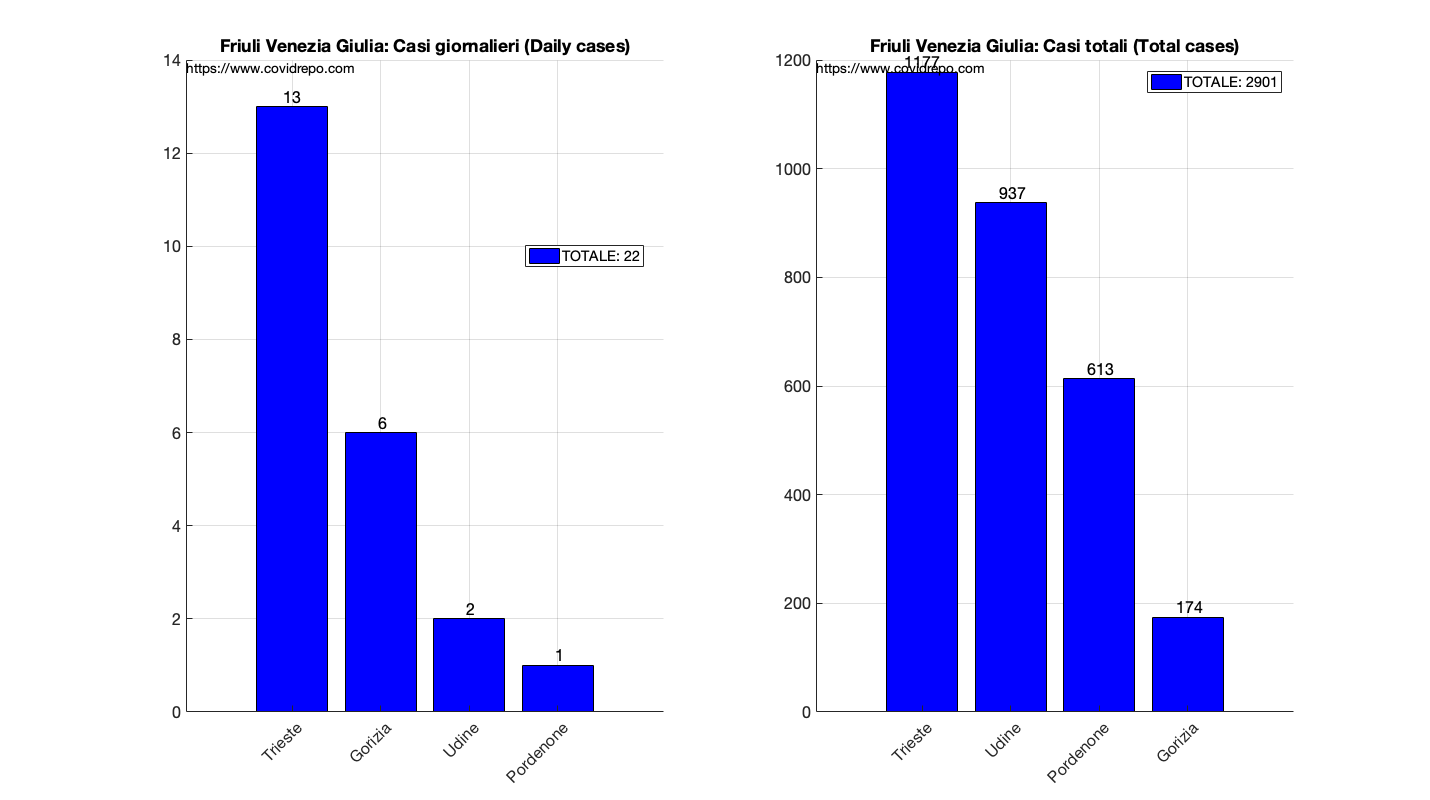 Friuli Venezia Giulia: Casi giornalieri (Daily cases)
https://www.covidrepo.com
14
12
10
8
6
4
2
0
13
6
2
1
TOTALE: 22
Trieste
Gorizia
Udine
Pordenone
Friuli Venezia Giulia: Casi totali (Total cases)
https://www.covidrepo.com
1200
1000
800
600
400
200
0
1177
937
613
174
TOTALE: 2901
Trieste
Udine
Pordenone
Gorizia